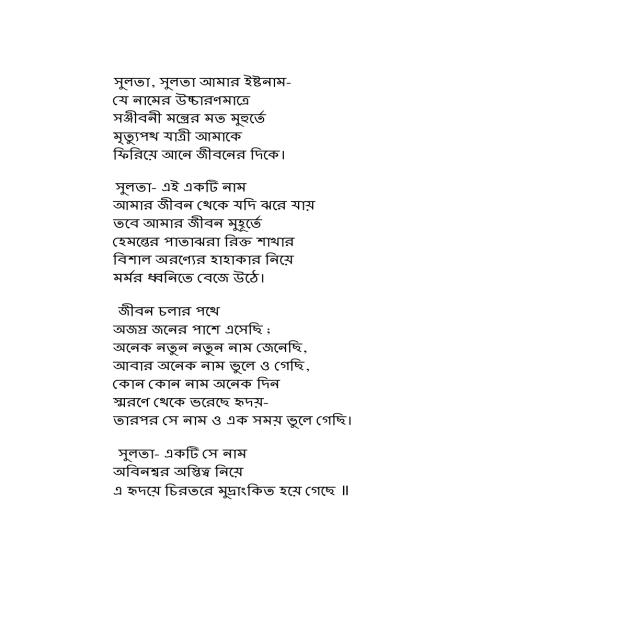 সুলতা, সুলতা আমার ইষ্টনাম-
যে নামের উচ্চারণমাত্রে
সঞ্জীবনী মন্ত্রের মত মুহুর্তে
মৃত্যুপথ যাত্রী আমাকে
ফিরিয়ে আনে জীবনের দিকে।
সুলতা- এই একটি নাম
আমার জীবন থেকে যদি ঝরে যায়
তবে আমার জীবন মুহূর্তে
হেমন্তের পাতাঝরা রিক্ত শাখার
বিশাল অরণ্যের হাহাকার নিয়ে
মর্মর ধ্বনিতে বেজে উঠে।
জীবন চলার পথে
অজস্র জনের পাশে এসেছি ;
অনেক নতুন নতুন নাম জেনেছি,
আবার অনেক নাম ভুলে ও গেছি,
কোন কোন নাম অনেক দিন
স্মরণে থেকে ভরেছে হৃদয়-
তারপর সে নাম ও এক সময় ভুলে গেছি।
সুলতা- একটি সে নাম
অবিনশ্বর অস্তিত্ব নিয়ে
এ হৃদয়ে চিরতরে মুদ্রাংকিত হয়ে গেছে ॥